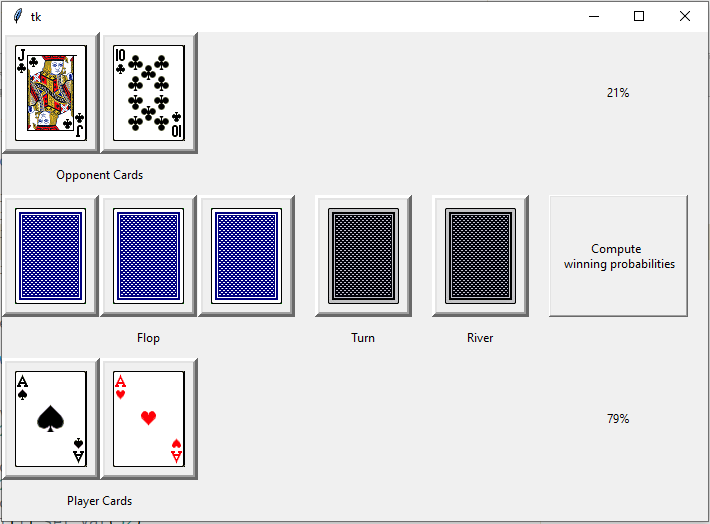 tk
J
J
10
10
21%
Opponent Cards
Compute
winning probabilities
Flop
Turn
River
A
A
A
A
79%
Player Cards